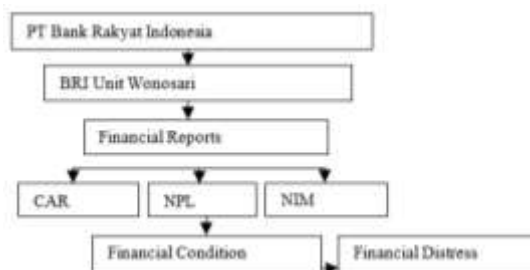 PT Bank Rakyat Indonesia
BRI Unit Wonosari
Financial Reports
CAR
NPL
NIM
Financial Condition
Financial Distress